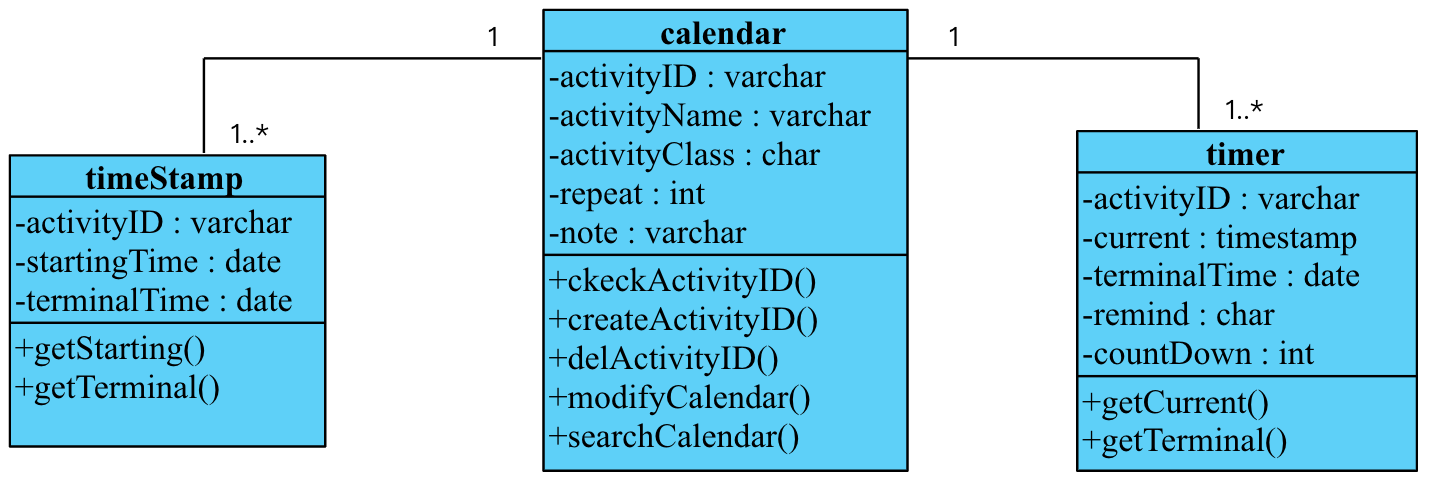 1
1..*
timeStamp
-activityID : varchar
-startingTime : date
-terminalTime : date
+getStarting()
+getTerminal()
calendar
-activityID : varchar
-activityName : varchar
-activityClass : char
-repeat : int
-note : varchar
+ckeckActivityID()
+createActivityID()
+delActivityID()
+modifyCalendar()
+searchCalendar()
1
1..*
timer
-activityID : varchar
-current : timestamp
-terminalTime : date
-remind : char
-countDown : int
+getCurrent()
+getTerminal()